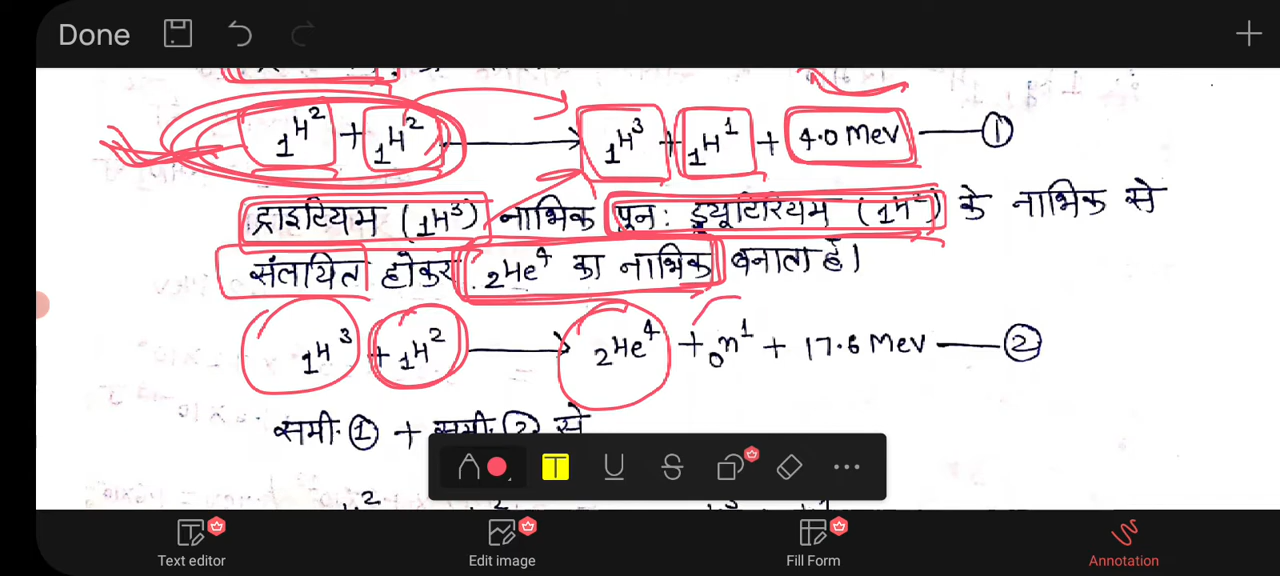 Done
₁H² + ₁H² → ₁H³ + ₁H¹ + 4.0 Mev — ①
ट्राइटियम (₁H³) नाभिक पुनः ड्यूटिरियम (₁H²) के नाभिक से
संलयित होकर ₂He⁴ का नाभिक बनाता है।
₁H³ + ₁H² → ₂He⁴ + ₀n¹ + 17.6 Mev — ②
समी. ① + समी. ② से
Text editor
Edit image
Fill Form
Annotation